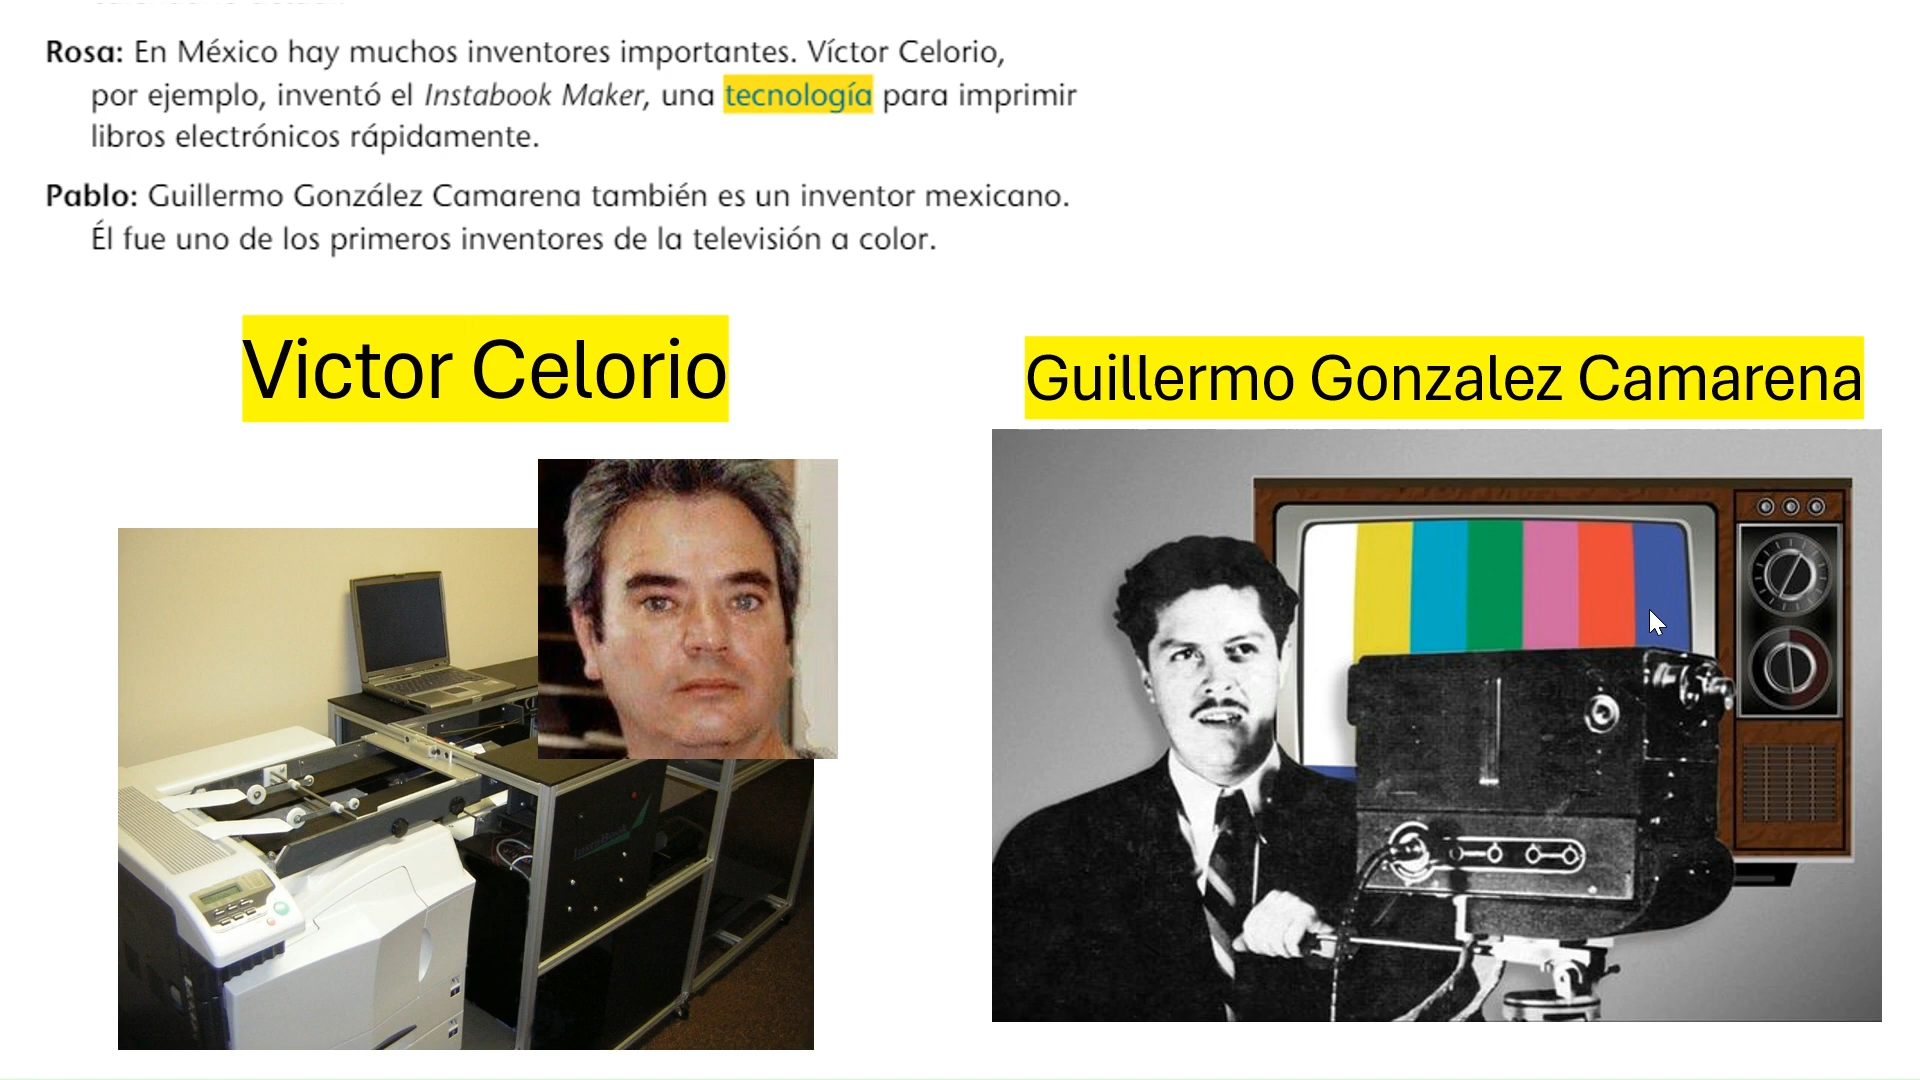 Rosa: En México hay muchos inventores importantes. Víctor Celorio,
por ejemplo, inventó el Instabook Maker, una tecnología para imprimir
libros electrónicos rápidamente.
Pablo: Guillermo González Camarena también es un inventor mexicano.
Él fue uno de los primeros inventores de la televisión a color.
Victor Celorio
Guillermo Gonzalez Camarena